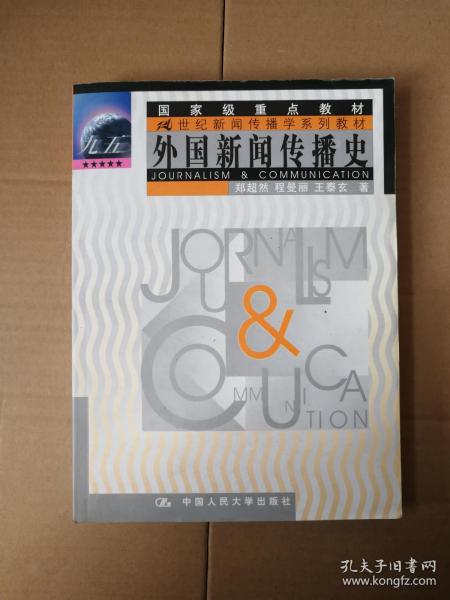 国家级重点教材
九五
★★★★★
21世纪新闻传播学系列教材
外国新闻传播史
JOURNALISM & COMMUNICATION
郑超然 程曼丽 王泰玄 著
JOURNALISM
&
COMMUNICATION
中国人民大学出版社
孔夫子旧书网
www.kongfz.com